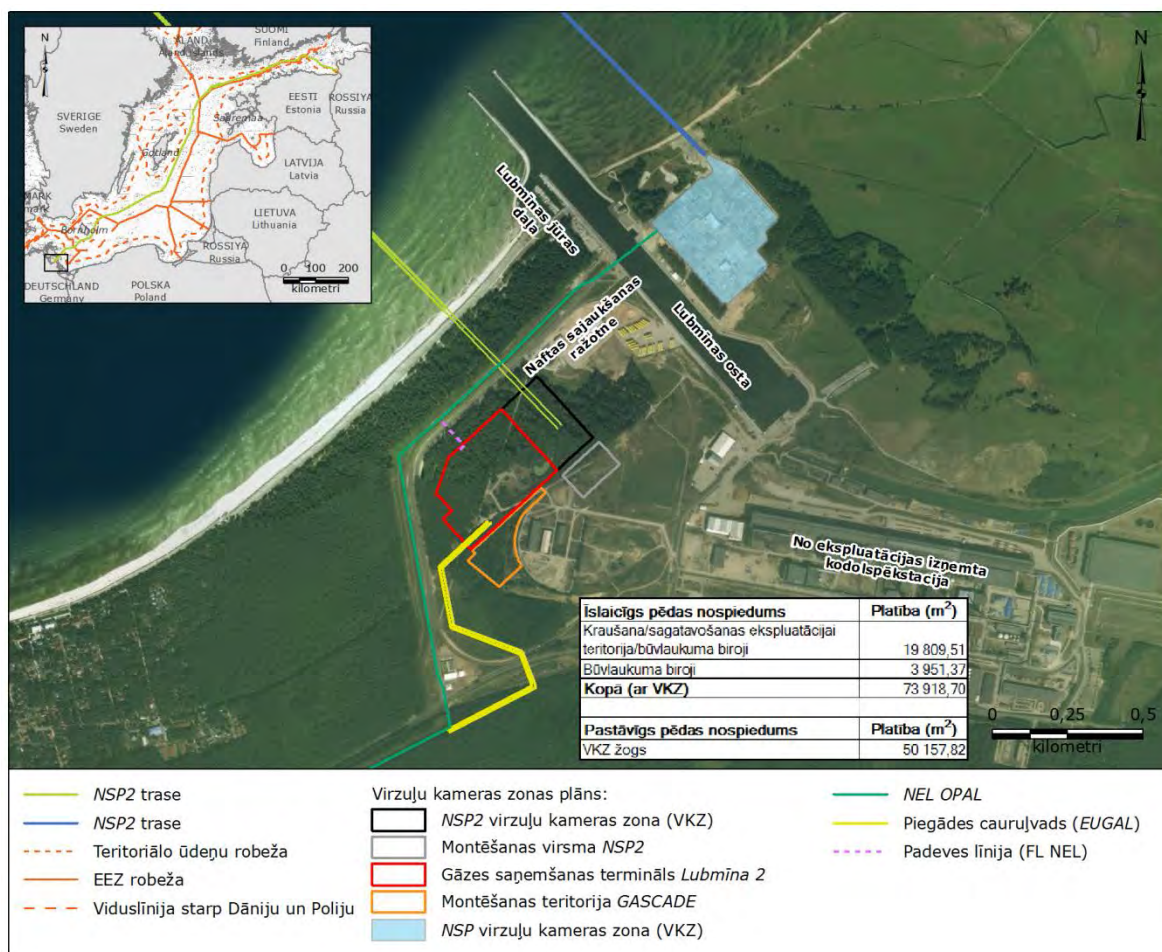 N
ÅLAND
Åland Islands
SUOMI
Finland
SVERIGE
Sweden
EESTI
Estonia
ROSSIYA
Russia
Saaremaa
Gotland
LATVIJA
Latvia
LIETUVA
Lithuania
MARK
Bornholm
ROSSIYA
Russia
DEUTSCHLAND
Germany
POLSKA
Poland
0 100 200
kilometri
N
Lubmīnas jūras
daļa
Naftas sajaukšanas
ražotne
Lubmīnas osta
No ekspluatācijas izņemta
kodolspēkstacija
Īslaicīgs pēdas nospiedums Platība (m²)
Kraušana/sagatavošanas ekspluatācijai
teritorija/būvlaukuma biroji 19 809,51
Būvlaukuma biroji 3 951,37
Kopā (ar VKZ) 73 918,70
Pastāvīgs pēdas nospiedums Platība (m²)
VKZ žogs 50 157,82
0 0,25 0,5
kilometri
NSP2 trase
NSP2 trase
Teritoriālo ūdeņu robeža
EEZ robeža
Viduslīnija starp Dāniju un Poliju
Virzuļu kameras zonas plāns:
NSP2 virzuļu kameras zona (VKZ)
Montēšanas virsma NSP2
Gāzes saņemšanas termināls Lubmīna 2
Montēšanas teritorija GASCADE
NSP virzuļu kameras zona (VKZ)
NEL OPAL
Piegādes cauruļvads (EUGAL)
Padeves līnija (FL NEL)